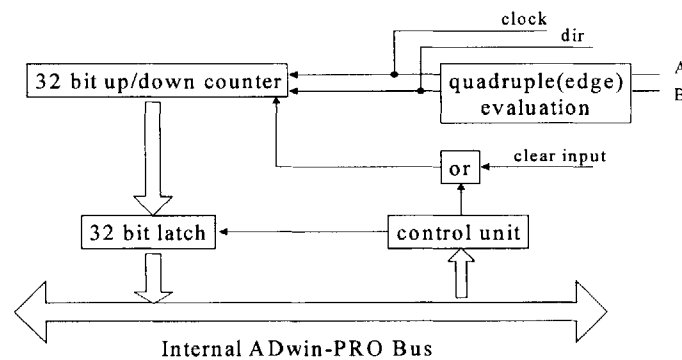 clock
dir
32 bit up/down counter
quadruple(edge)
evaluation
A
B
or
clear input
32 bit latch
control unit
Internal ADwin-PRO Bus